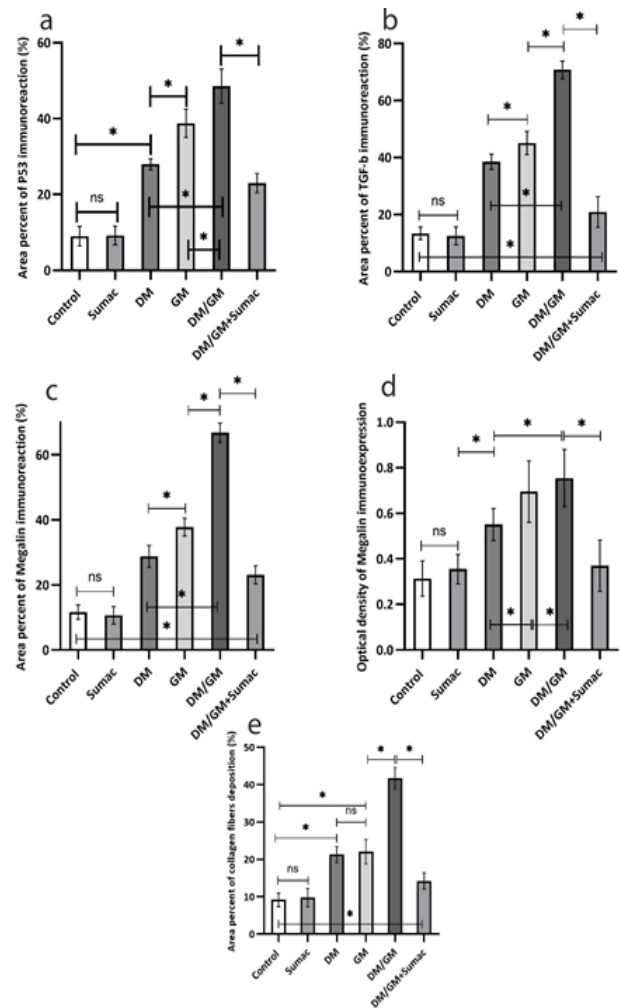 a
Area percent of P53 immunoreaction (%)
60
40
20
0
*
*
*
ns
*
*
Control
Sumac
DM
GM
DM/GM
DM/GM+Sumac
b
Area percent of TGF-b immunoreaction (%)
80
60
40
20
0
*
*
*
ns
*
*
Control
Sumac
DM
GM
DM/GM
DM/GM+Sumac
c
Area percent of Megalin immunoreaction (%)
60
40
20
0
*
*
*
ns
*
*
Control
Sumac
DM
GM
DM/GM
DM/GM+Sumac
d
Optical density of Megalin immunoexpression
1.0
0.8
0.6
0.4
0.2
0.0
*
*
*
ns
*
*
Control
Sumac
DM
GM
DM/GM
DM/GM+Sumac
e
Area percent of collagen fibers deposition (%)
50
40
30
20
10
0
*
*
*
ns
*
ns
*
Control
Sumac
DM
GM
DM/GM
DM/GM+Sumac